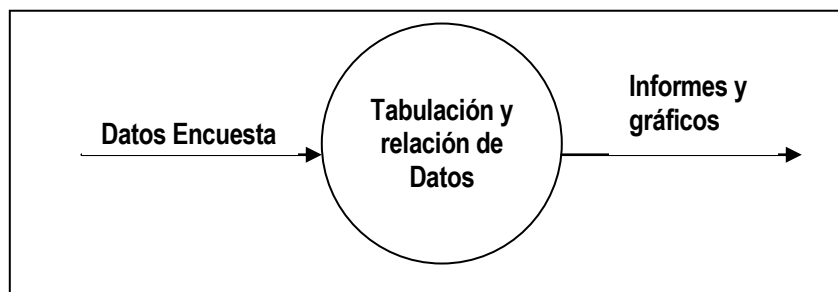 Datos Encuesta
Tabulación y
relación de
Datos
Informes y
gráficos